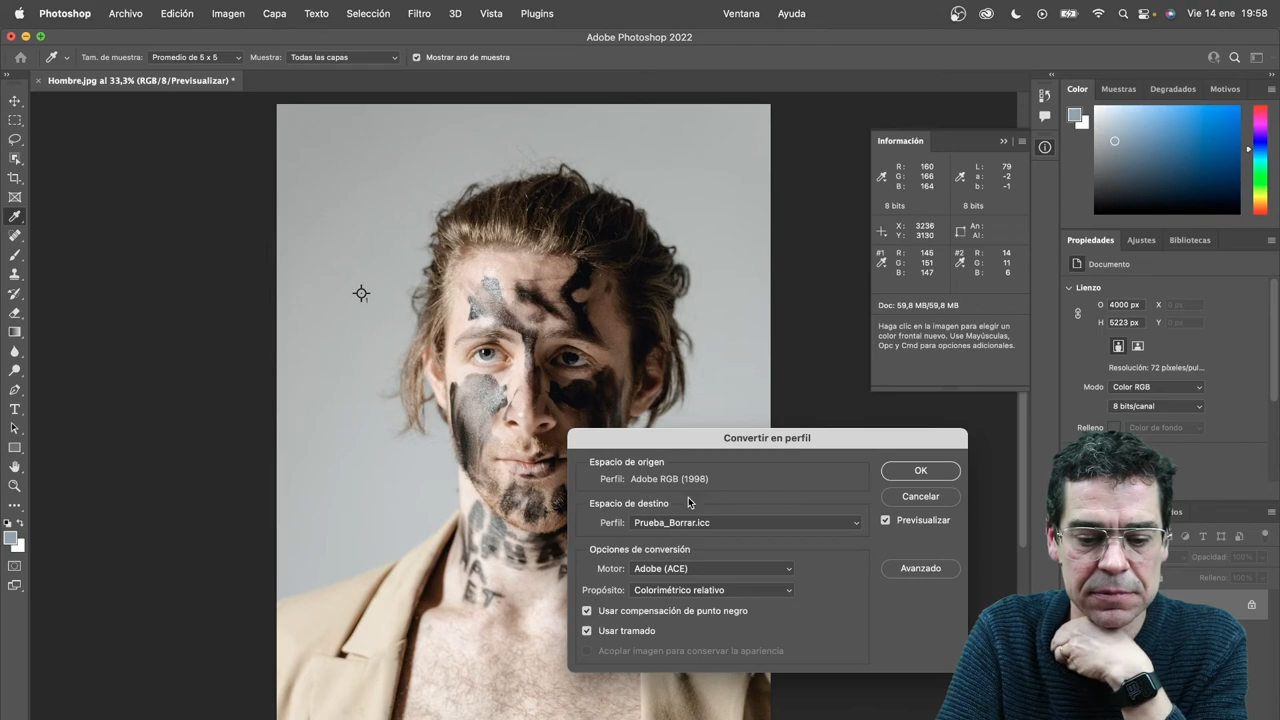 Photoshop Archivo Edición Imagen Capa Texto Selección Filtro 3D Vista Plugins Ventana Ayuda Vie 14 ene 19:58
Adobe Photoshop 2022
Tam. de muestra: Promedio de 5 x 5 Muestra: Todas las capas Mostrar aro de muestra
× Hombre.jpg al 33,3% (RGB/8/Previsualizar) *
Color Muestras Degradados Motivos
Información
R: 160 L: 79
G: 166 a: -2
B: 164 b: -1
8 bits 8 bits
X: 3236 An:
Y: 3130 Al:
#1 R: 145 #2 R: 14
G: 151 G: 11
B: 147 B: 6
Doc: 59,8 MB/59,8 MB
Haga clic en la imagen para elegir un
color frontal nuevo. Use Mayúsculas,
Opc y Cmd para opciones adicionales.
Propiedades Ajustes Bibliotecas
Documento
Lienzo
O 4000 px X 0 px
H 5223 px Y 0 px
Resolución: 72 píxeles/pul...
Modo Color RGB
8 bits/canal
Relleno Color de fondo
Opacidad: 100%
Relleno: 100%
1
Convertir en perfil
Espacio de origen
Perfil: Adobe RGB (1998)
Espacio de destino
Perfil: Prueba_Borrar.icc
Opciones de conversión
Motor: Adobe (ACE)
Propósito: Colorimétrico relativo
Usar compensación de punto negro
Usar tramado
Acoplar imagen para conservar la apariencia
OK
Cancelar
Previsualizar
Avanzado